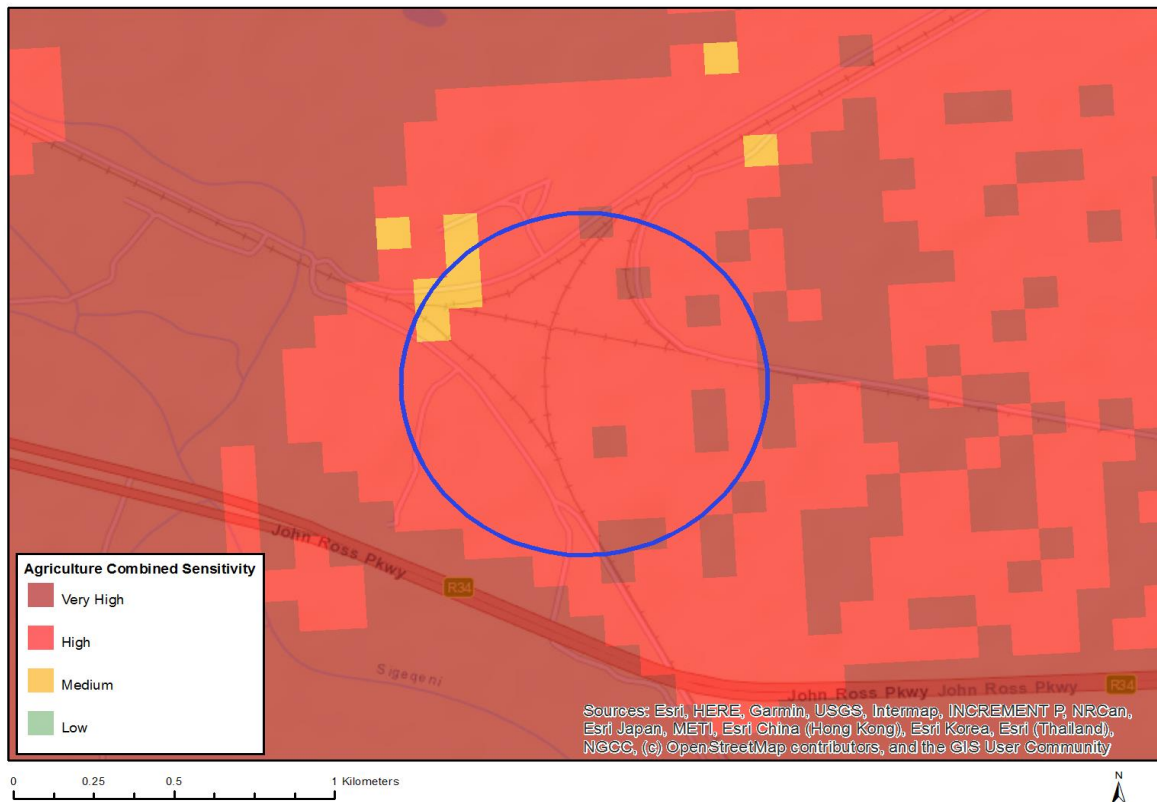 John Ross Pkwy
R34
Sigeqeni
John Ross Pkwy John Ross Pkwy
R34
Agriculture Combined Sensitivity
Very High
High
Medium
Low
Sources: Esri, HERE, Garmin, USGS, Intermap, INCREMENT P, NRCan,
Esri Japan, METI, Esri China (Hong Kong), Esri Korea, Esri (Thailand),
NGCC, (c) OpenStreetMap contributors, and the GIS User Community
0 0.25 0.5 1 Kilometers
N